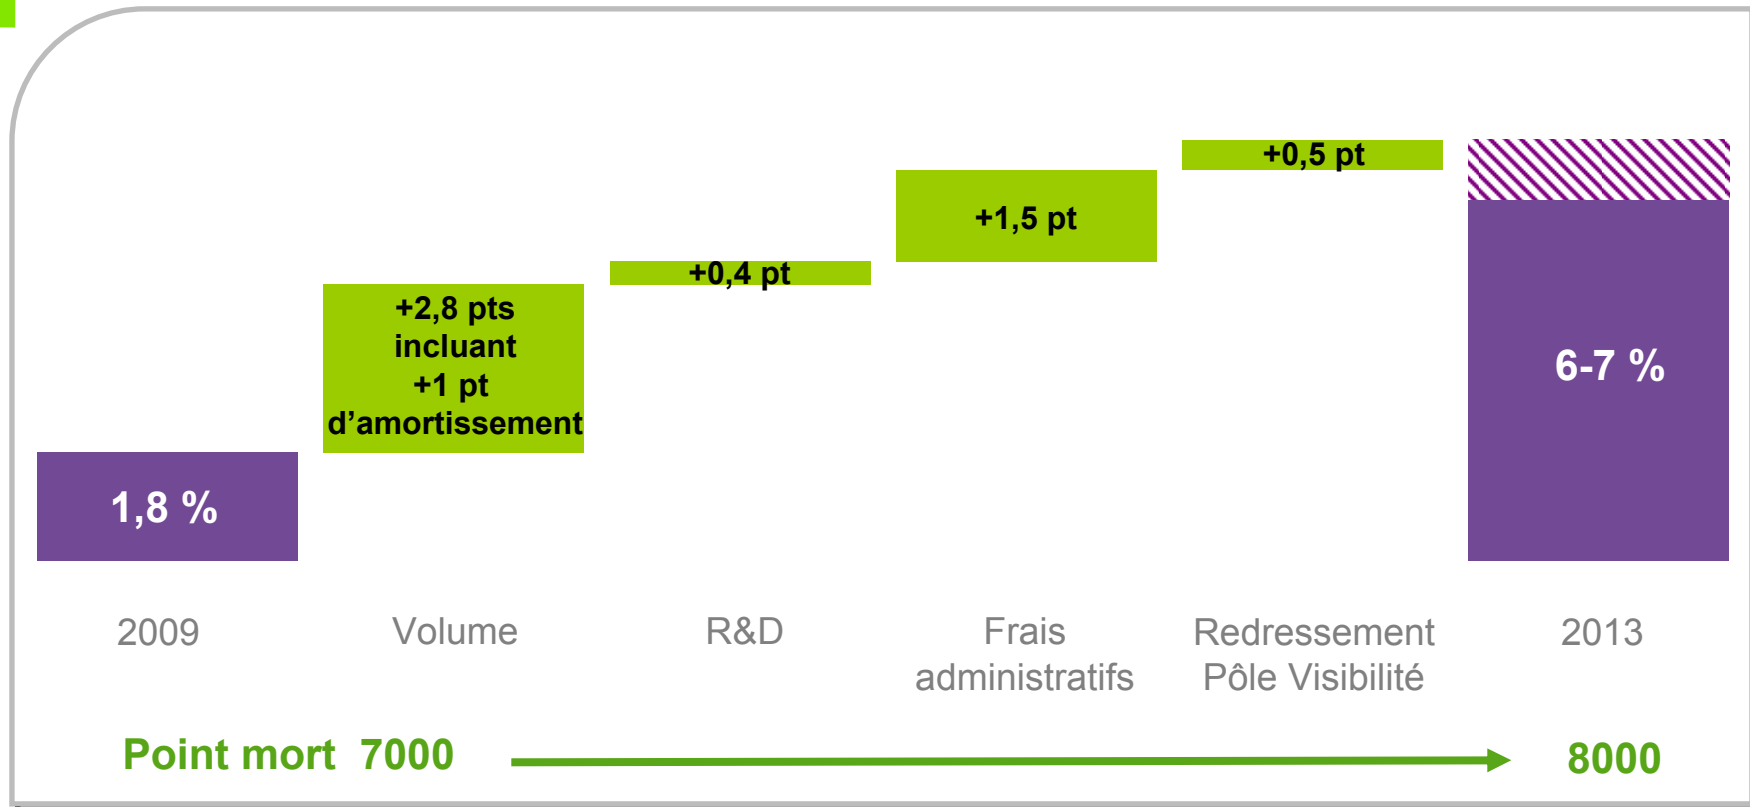 +0,5 pt
+1,5 pt
+0,4 pt
+2,8 pts
incluant
+1 pt
d’amortissement
6-7 %
1,8 %
2009
Volume
R&D
Frais
administratifs
Redressement
Pôle Visibilité
2013
Point mort 7000
8000